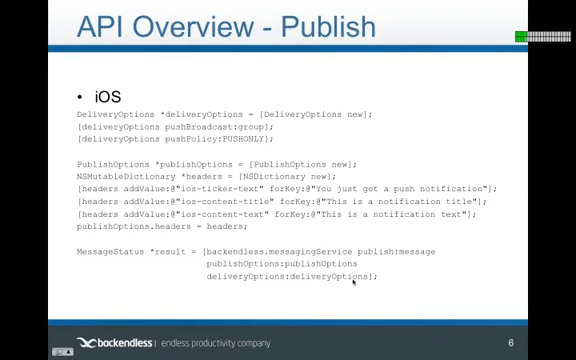 API Overview - Publish
• iOS
DeliveryOptions *deliveryOptions = [DeliveryOptions new];
[deliveryOptions pushBroadcast:group];
[deliveryOptions pushPolicy:PUSHONLY];
PublishOptions *publishOptions = [PublishOptions new];
NSMutableDictionary *headers = [NSDictionary new];
[headers addValue:@"ios-ticker-text" forKey:@"You just got a push notification"];
[headers addValue:@"ios-content-title" forKey:@"This is a notification title"];
[headers addValue:@"ios-content-text" forKey:@"This is a notification text"];
publishOptions.headers = headers;
MessageStatus *result = [backendless.messagingService publish:message
publishOptions:publishOptions
deliveryOptions:deliveryOptions];
backendless | endless productivity company
6